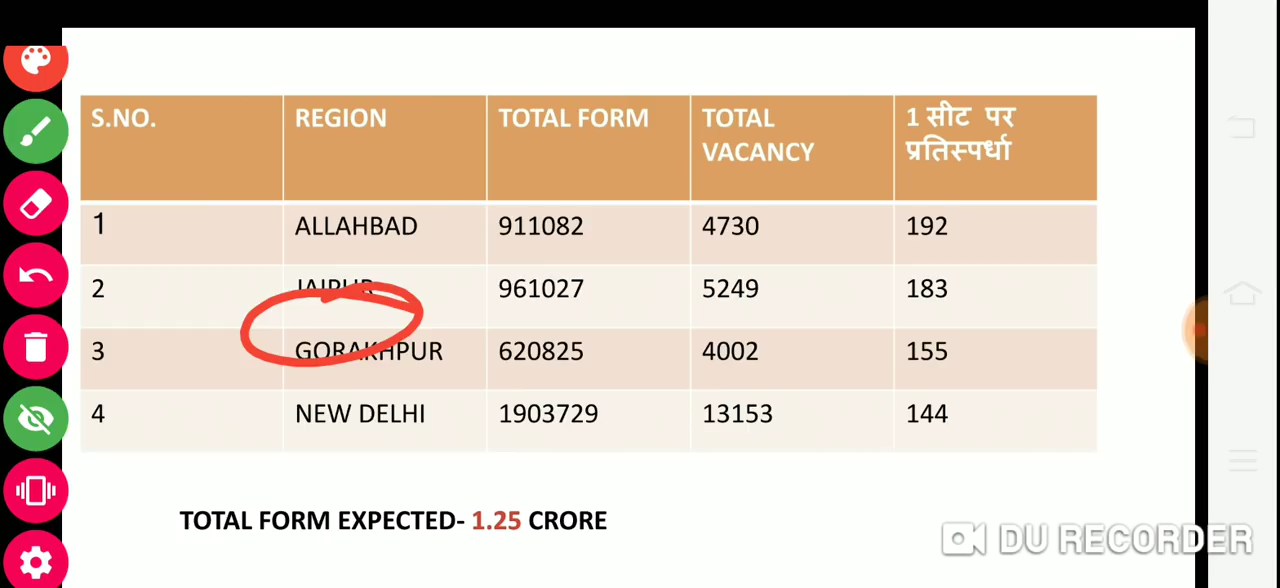 S.NO. REGION TOTAL FORM TOTAL VACANCY 1 सीट पर प्रतिस्पर्धा
1 ALLAHBAD 911082 4730 192
2 JAIPUR 961027 5249 183
3 GORAKHPUR 620825 4002 155
4 NEW DELHI 1903729 13153 144
TOTAL FORM EXPECTED- 1.25 CRORE
DU RECORDER